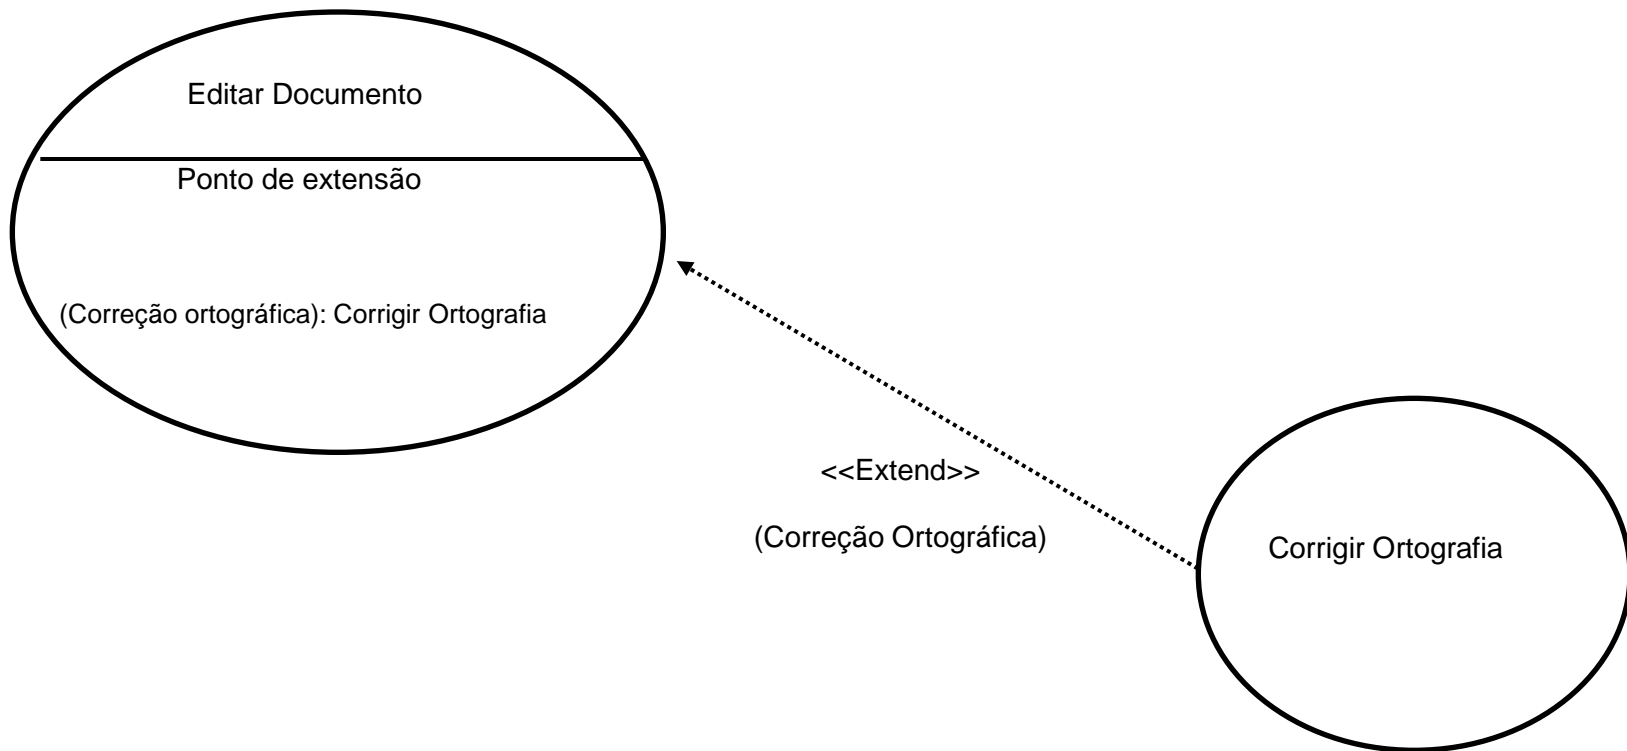 Editar Documento
Ponto de extensão
(Correção ortográfica): Corrigir Ortografia
<<Extend>>
(Correção Ortográfica)
Corrigir Ortografia